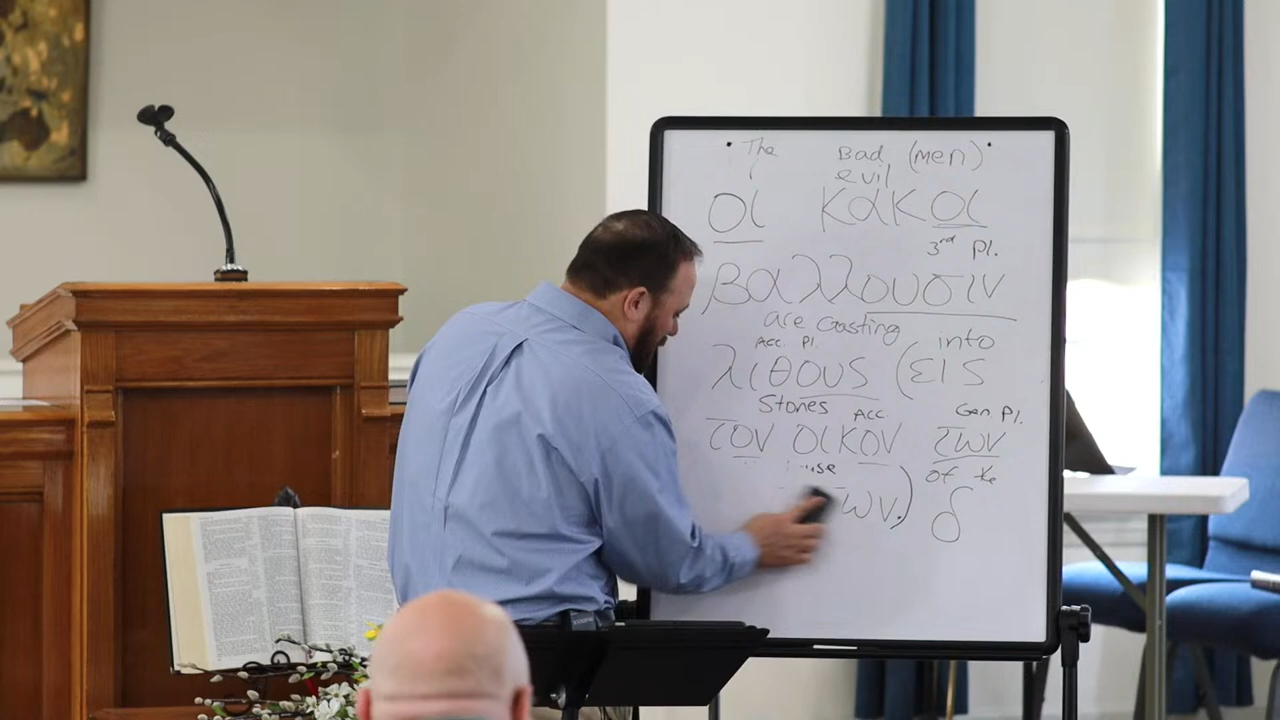 The Bad (men)
evil
οι κακοι
3rd Pl.
βαλλουσιν
are casting
Acc. Pl. into
λιθους (εις
Stones Acc. Gen Pl.
τον οικον των
of the
των.) δ